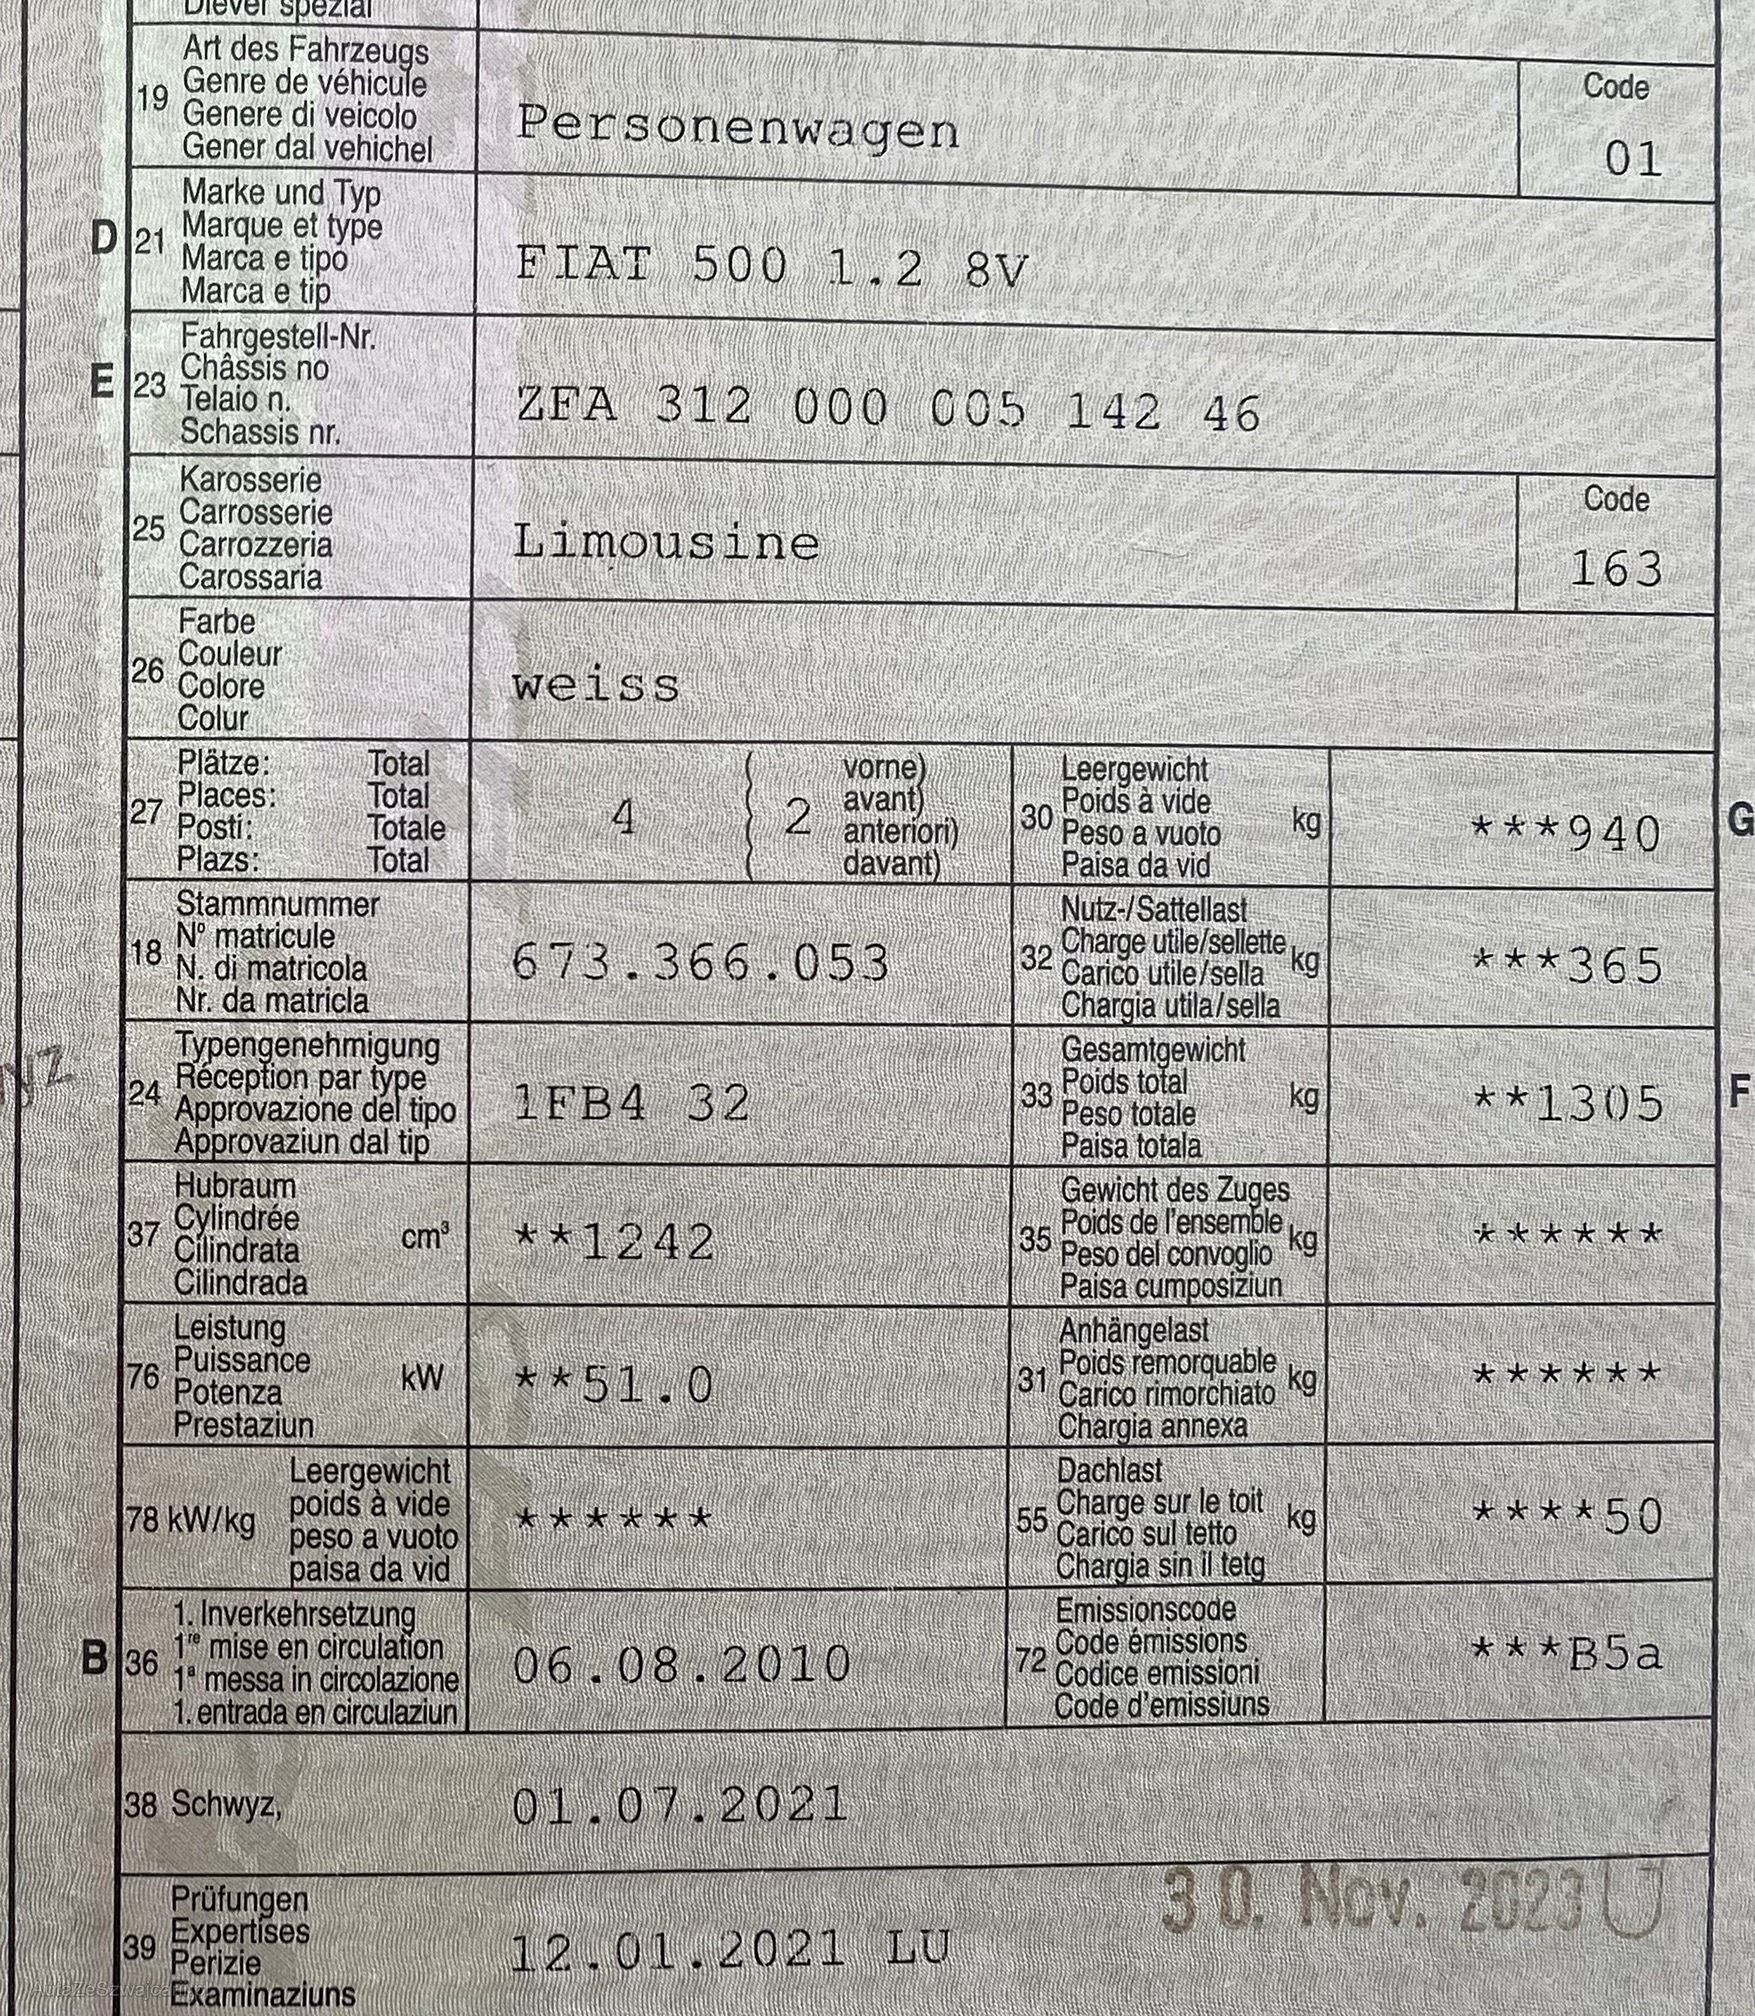 Diever spezial
19 Art des Fahrzeugs
Genre de véhicule
Genere di veicolo
Gener dal vehichel
Personenwagen
Code
01
D 21 Marke und Typ
Marque et type
Marca e tipo
Marca e tip
FIAT 500 1.2 8V
E 23 Fahrgestell-Nr.
Châssis no
Telaio n.
Schassis nr.
ZFA 312 000 005 142 46
25 Karosserie
Carrosserie
Carrozzeria
Carossaria
Limousine
Code
163
26 Farbe
Couleur
Colore
Colur
weiss
27 Plätze: Total
Places: Total
Posti: Totale
Plazs: Total
4 ( 2 vorne)
avant)
anteriori)
davant)
30 Leergewicht
Poids à vide
Peso a vuoto
Paisa da vid
kg
***940
G
18 Stammnummer
Nº matricule
N. di matricola
Nr. da matricla
673.366.053
32 Nutz-/Sattellast
Charge utile/sellette
Carico utile/sella
Chargia utila/sella
kg
***365
24 Typengenehmigung
Réception par type
Approvazione del tipo
Approvaziun dal tip
1FB4 32
33 Gesamtgewicht
Poids total
Peso totale
Paisa totala
kg
**1305
F
37 Hubraum
Cylindrée
Cilindrata
Cilindrada
cm³
**1242
35 Gewicht des Zuges
Poids de l'ensemble
Peso del convoglio
Paisa cumposiziun
kg
******
76 Leistung
Puissance
Potenza
Prestaziun
kW
**51.0
31 Anhängelast
Poids remorquable
Carico rimorchiato
Chargia annexa
kg
******
78 kW/kg Leergewicht
poids à vide
peso a vuoto
paisa da vid
******
55 Dachlast
Charge sur le toit
Carico sul tetto
Chargia sin il tetg
kg
****50
B 36 1. Inverkehrsetzung
1re mise en circulation
1ª messa in circolazione
1. entrada en circulaziun
06.08.2010
72 Emissionscode
Code émissions
Codice emissioni
Code d'emissiuns
***B5a
38 Schwyz,
01.07.2021
30. Nov. 2023 U
39 Prüfungen
Expertises
Perizie
Examinaziuns
12.01.2021 LU